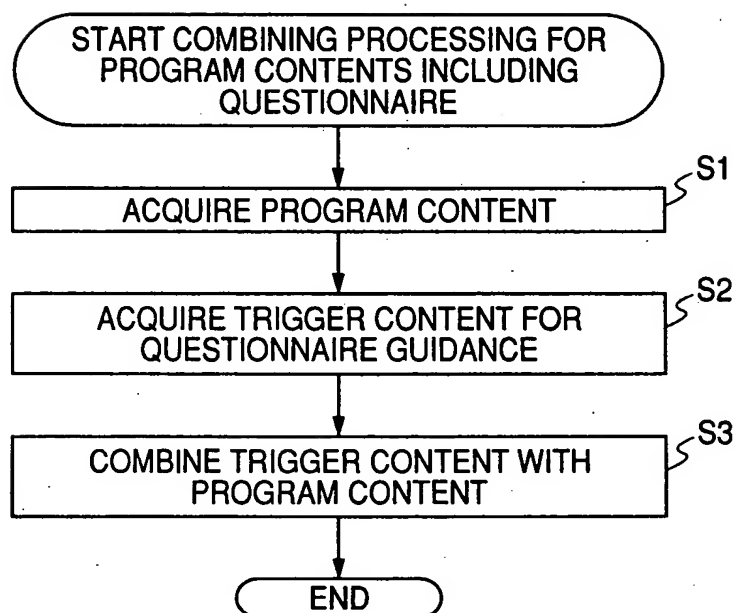 START COMBINING PROCESSING FOR
PROGRAM CONTENTS INCLUDING
QUESTIONNAIRE
S1
ACQUIRE PROGRAM CONTENT
S2
ACQUIRE TRIGGER CONTENT FOR
QUESTIONNAIRE GUIDANCE
S3
COMBINE TRIGGER CONTENT WITH
PROGRAM CONTENT
END